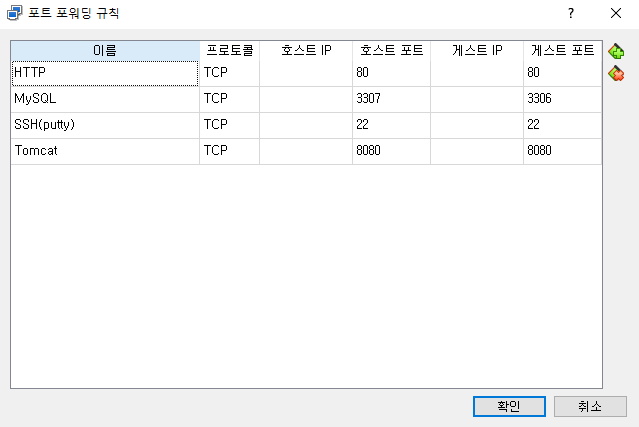 포트 포워딩 규칙 ?
이름 프로토콜 호스트 IP 호스트 포트 게스트 IP 게스트 포트
HTTP TCP 80 80
MySQL TCP 3307 3306
SSH(putty) TCP 22 22
Tomcat TCP 8080 8080
확인 취소